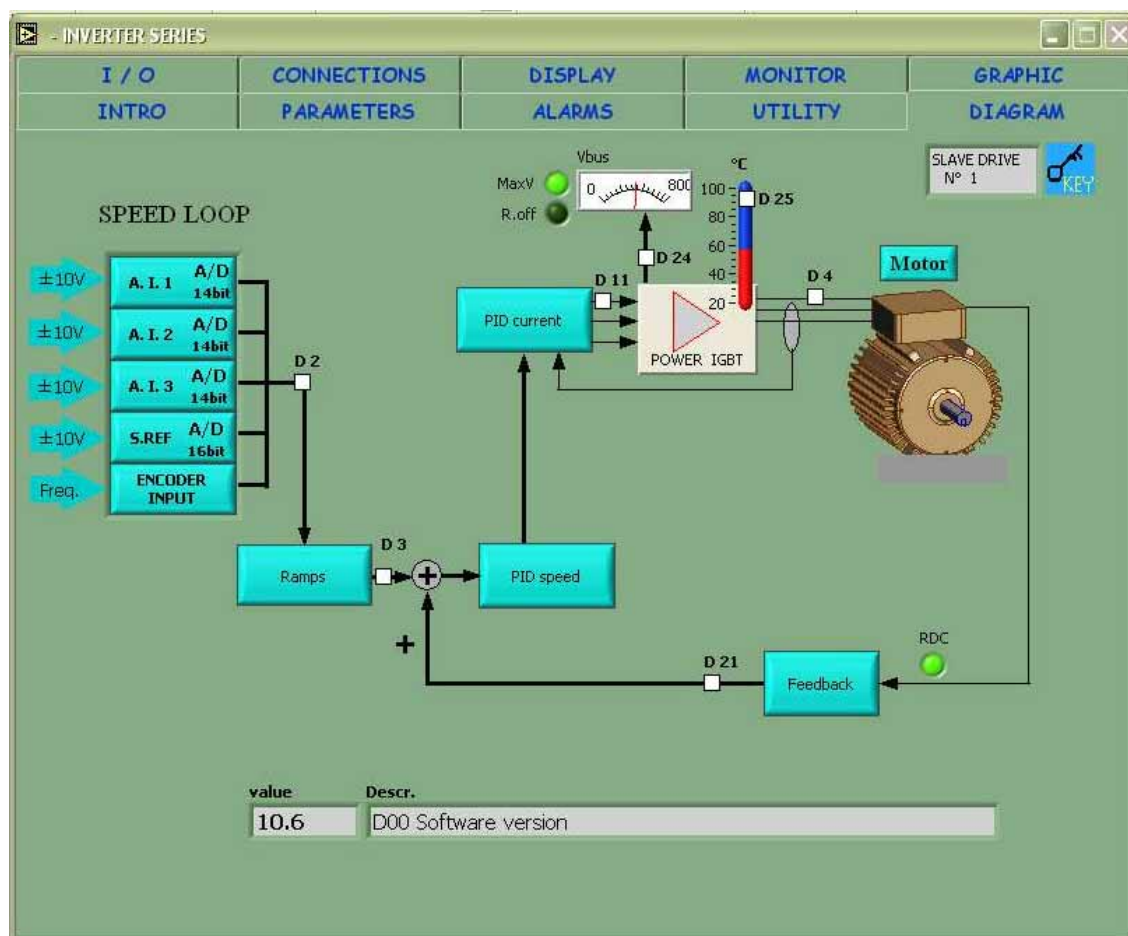 - INVERTER SERIES
I / O
CONNECTIONS
DISPLAY
MONITOR
GRAPHIC
INTRO
PARAMETERS
ALARMS
UTILITY
DIAGRAM
SLAVE DRIVE
N° 1
KEY
Vbus
MaxV
R.off
0
800
°C
100
80
60
40
20
D 25
D 24
SPEED LOOP
±10V
A. I. 1
A/D
14bit
±10V
A. I. 2
A/D
14bit
±10V
A. I. 3
A/D
14bit
±10V
S.REF
A/D
16bit
Freq.
ENCODER
INPUT
D 2
PID current
D 11
POWER IGBT
D 4
Motor
Ramps
D 3
+
PID speed
+
D 21
Feedback
RDC
value
Descr.
10.6
D00 Software version